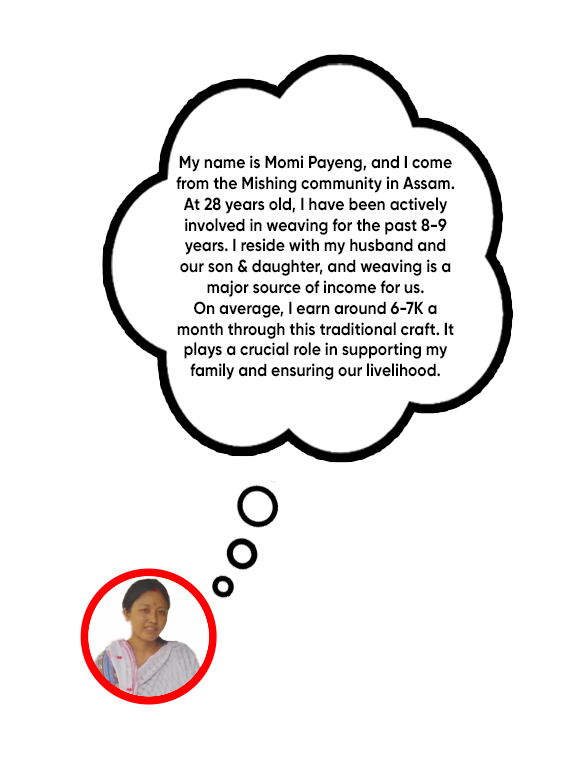 My name is Momi Payeng, and I come
from the Mishing community in Assam.
At 28 years old, I have been actively
involved in weaving for the past 8-9
years. I reside with my husband and
our son & daughter, and weaving is a
major source of income for us.
On average, I earn around 6-7K a
month through this traditional craft. It
plays a crucial role in supporting my
family and ensuring our livelihood.